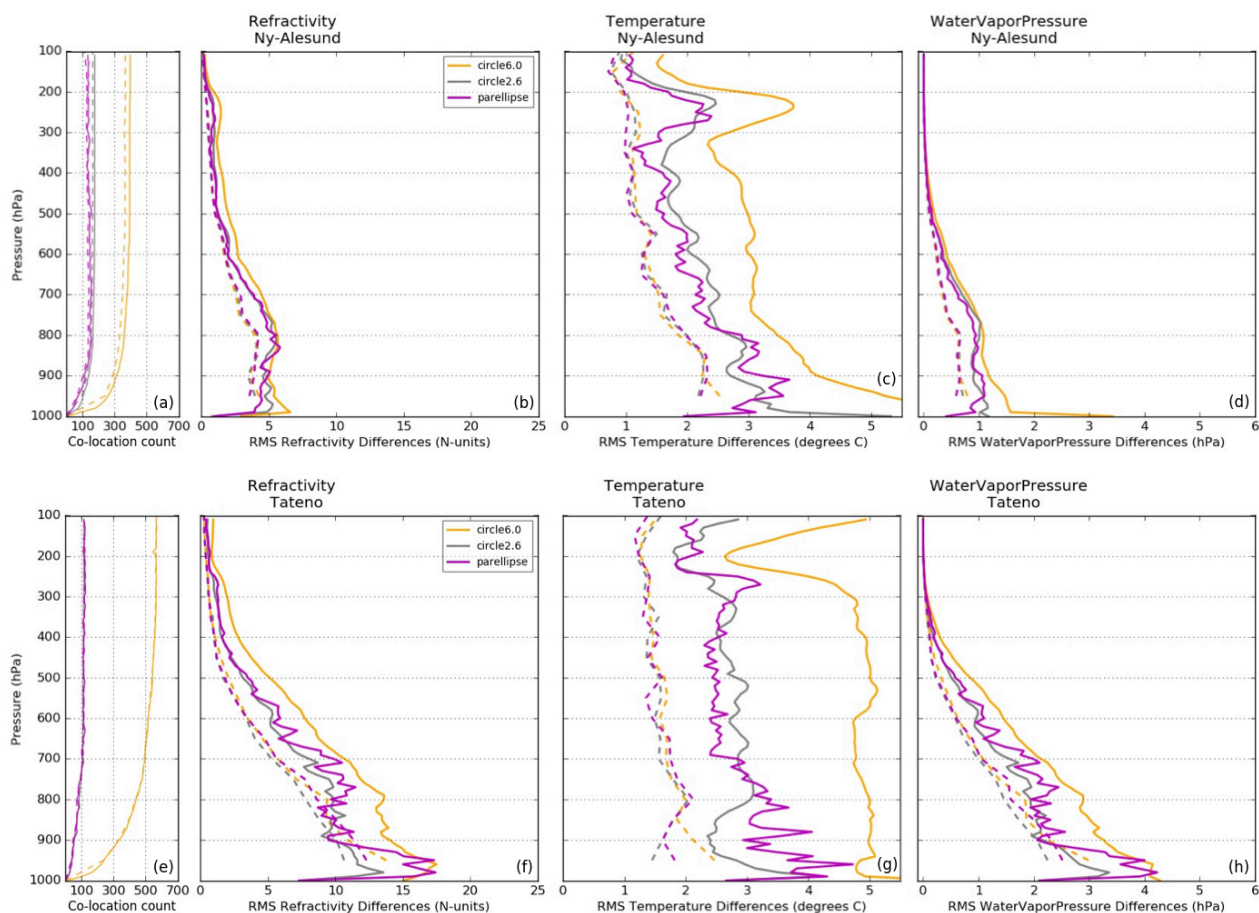 Refractivity
Ny-Alesund
Temperature
Ny-Alesund
WaterVaporPressure
Ny-Alesund
100
200
300
400
500
600
700
800
900
1000
Pressure (hPa)
circle6.0
circle2.6
parellipse
(a)
(b)
(c)
(d)
100 300 500 700
0 5 10 15 20 25
0 1 2 3 4 5
0 1 2 3 4 5 6
Co-location count
RMS Refractivity Differences (N-units)
RMS Temperature Differences (degrees C)
RMS WaterVaporPressure Differences (hPa)
Refractivity
Tateno
Temperature
Tateno
WaterVaporPressure
Tateno
100
200
300
400
500
600
700
800
900
1000
Pressure (hPa)
circle6.0
circle2.6
parellipse
(e)
(f)
(g)
(h)
100 300 500 700
0 5 10 15 20 25
0 1 2 3 4 5
0 1 2 3 4 5 6
Co-location count
RMS Refractivity Differences (N-units)
RMS Temperature Differences (degrees C)
RMS WaterVaporPressure Differences (hPa)